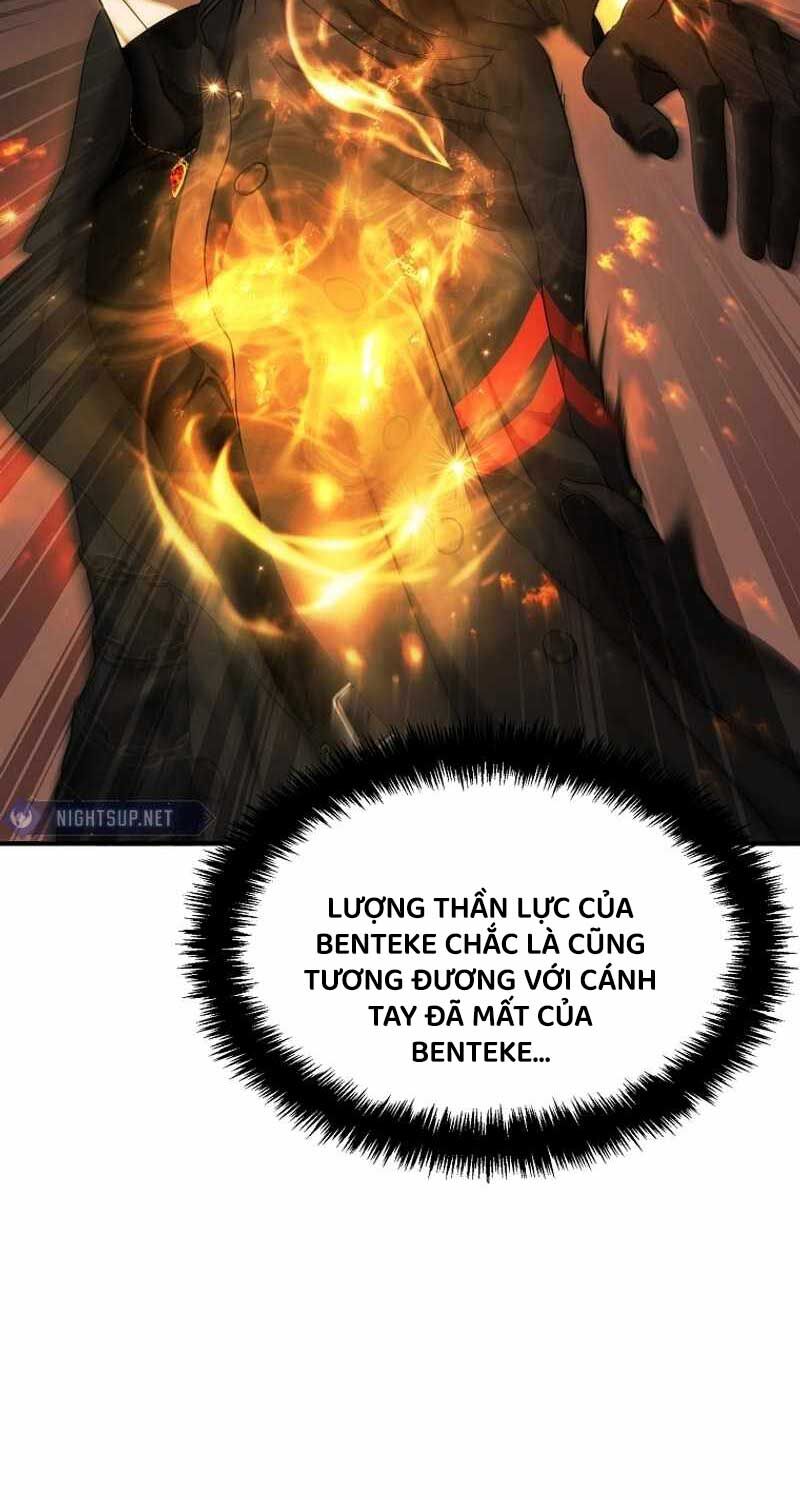 NIGHTSUP.NET
LƯỢNG THẦN LỰC CỦA
BENTEKE CHẮC LÀ CŨNG
TƯƠNG ĐƯƠNG VỚI CÁNH
TAY ĐÃ MẤT CỦA
BENTEKE...